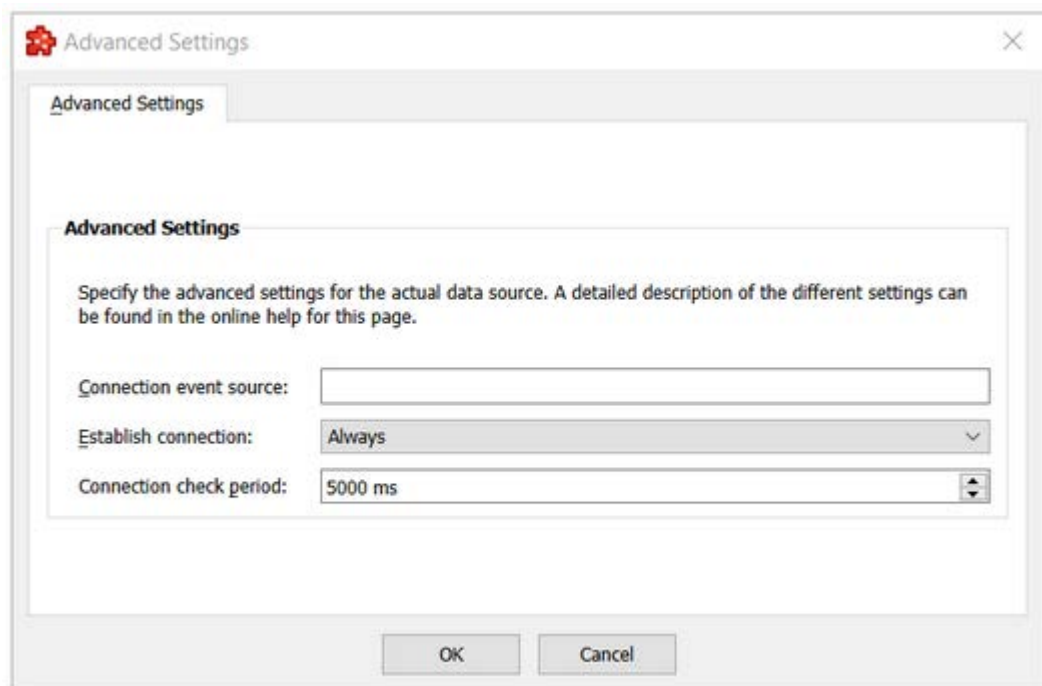 Advanced Settings
Advanced Settings
Advanced Settings
Specify the advanced settings for the actual data source. A detailed description of the different settings can
be found in the online help for this page.
Connection event source:
Establish connection: Always
Connection check period: 5000 ms
OK Cancel